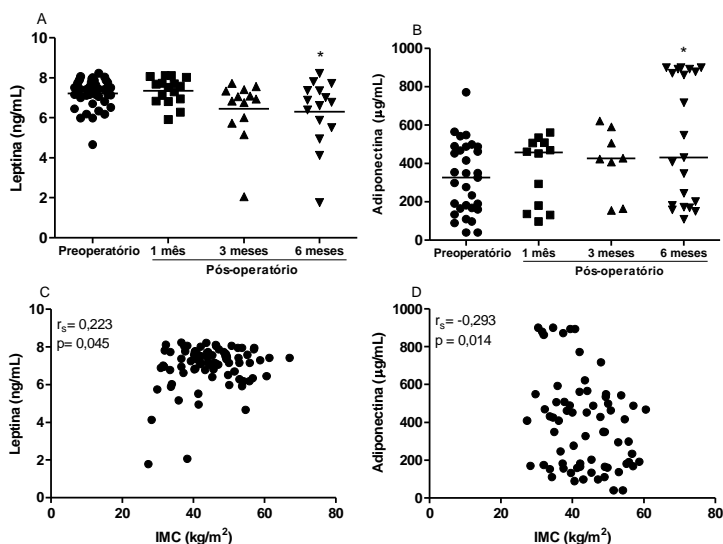 A
Leptina (ng/mL)
10
8
6
4
2
0
*
Preoperatório
1 mês
3 meses
6 meses
Pós-operatório
B
Adiponectina (µg/mL)
1000
800
600
400
200
0
*
Preoperatório
1 mês
3 meses
6 meses
Pós-operatório
C
Leptina (ng/mL)
10
8
6
4
2
0
r_s= 0,223
p= 0,045
0
20
40
60
80
IMC (kg/m²)
D
Adiponectina (µg/mL)
1000
800
600
400
200
0
r_s= -0,293
p = 0,014
0
20
40
60
80
IMC (kg/m²)